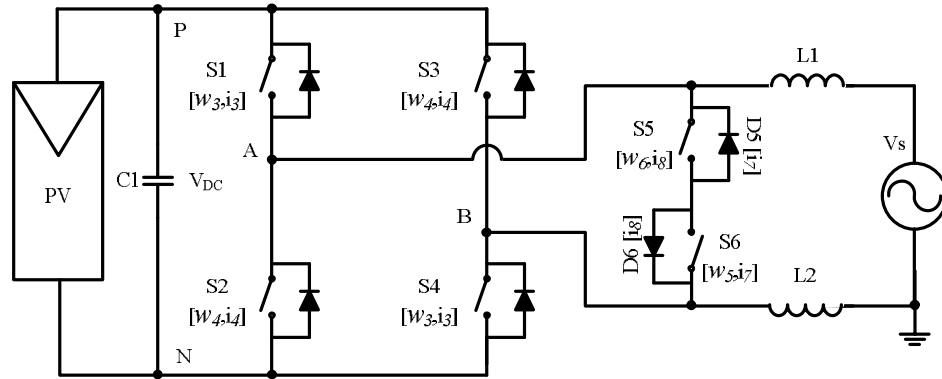 P
S1
[w3,i3]
S3
[w4,i4]
L1
A
S5
[w6,i8]
D5 [i7]
Vs
PV
C1
VDC
B
D6 [i8]
S6
[w5,i7]
S2
[w4,i4]
S4
[w3,i3]
L2
N